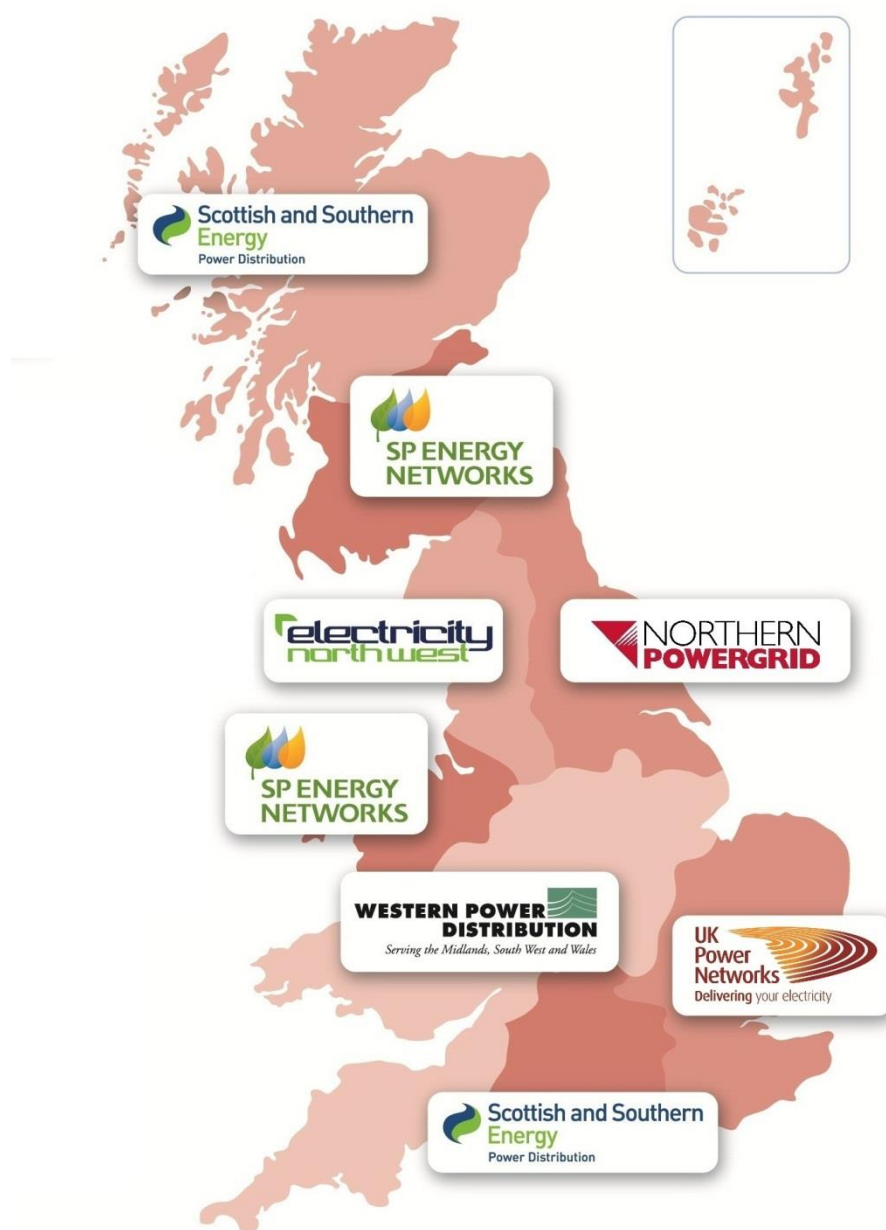 Scottish and Southern
Energy
Power Distribution
SP ENERGY
NETWORKS
electricity
north west
NORTHERN
POWERGRID
SP ENERGY
NETWORKS
WESTERN POWER
DISTRIBUTION
Serving the Midlands, South West and Wales
UK
Power
Networks
Delivering your electricity
Scottish and Southern
Energy
Power Distribution